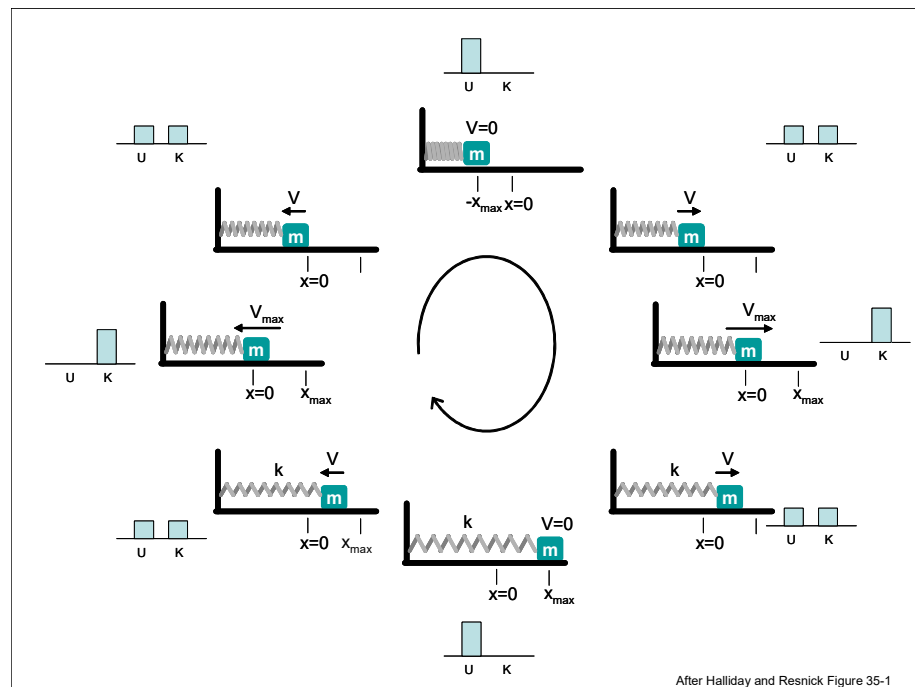 U K
V=0
m
-xmax x=0
U K
V
m
x=0
U K
V
m
x=0
Vmax
m
x=0 xmax
U K
Vmax
m
x=0 xmax
U K
k V
m
x=0 xmax
U K
k V=0
m
x=0 xmax
k V
m
x=0
U K
U K
After Halliday and Resnick Figure 35-1